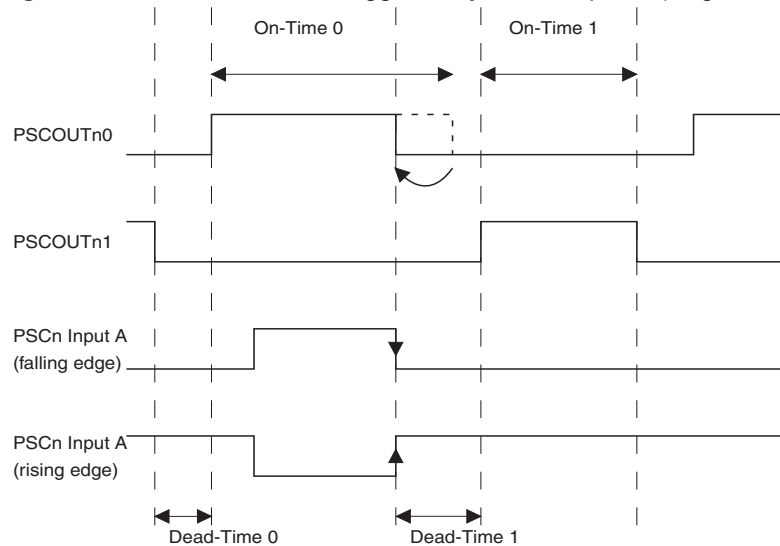 On-Time 0
On-Time 1
PSCOUTn0
PSCOUTn1
PSCn Input A
(falling edge)
PSCn Input A
(rising edge)
Dead-Time 0
Dead-Time 1